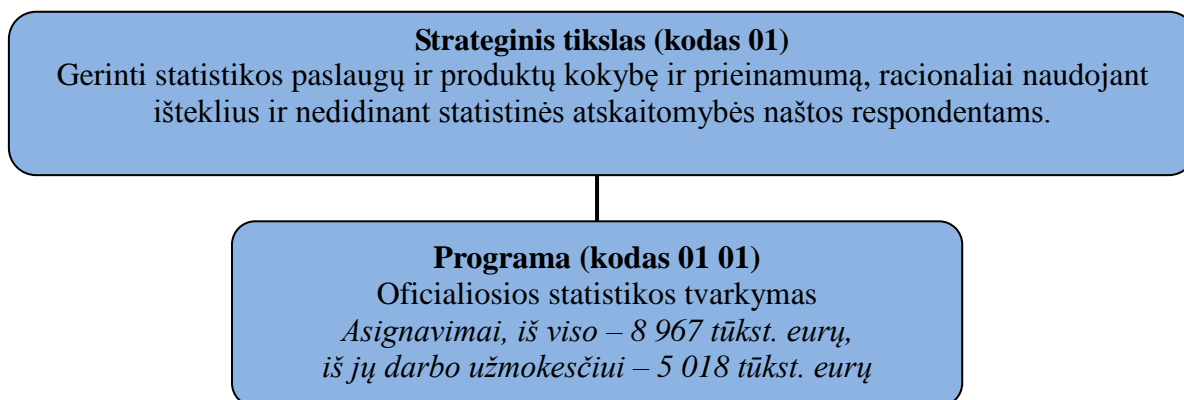 Strateginis tikslas (kodas 01)
Gerinti statistikos paslaugų ir produktų kokybę ir prieinamumą, racionaliai naudojant
išteklius ir nedidinant statistinės atskaitomybės naštos respondentams.
Programa (kodas 01 01)
Oficialiosios statistikos tvarkymas
Asignavimai, iš viso – 8 967 tūkst. eurų,
iš jų darbo užmokesčiui – 5 018 tūkst. eurų